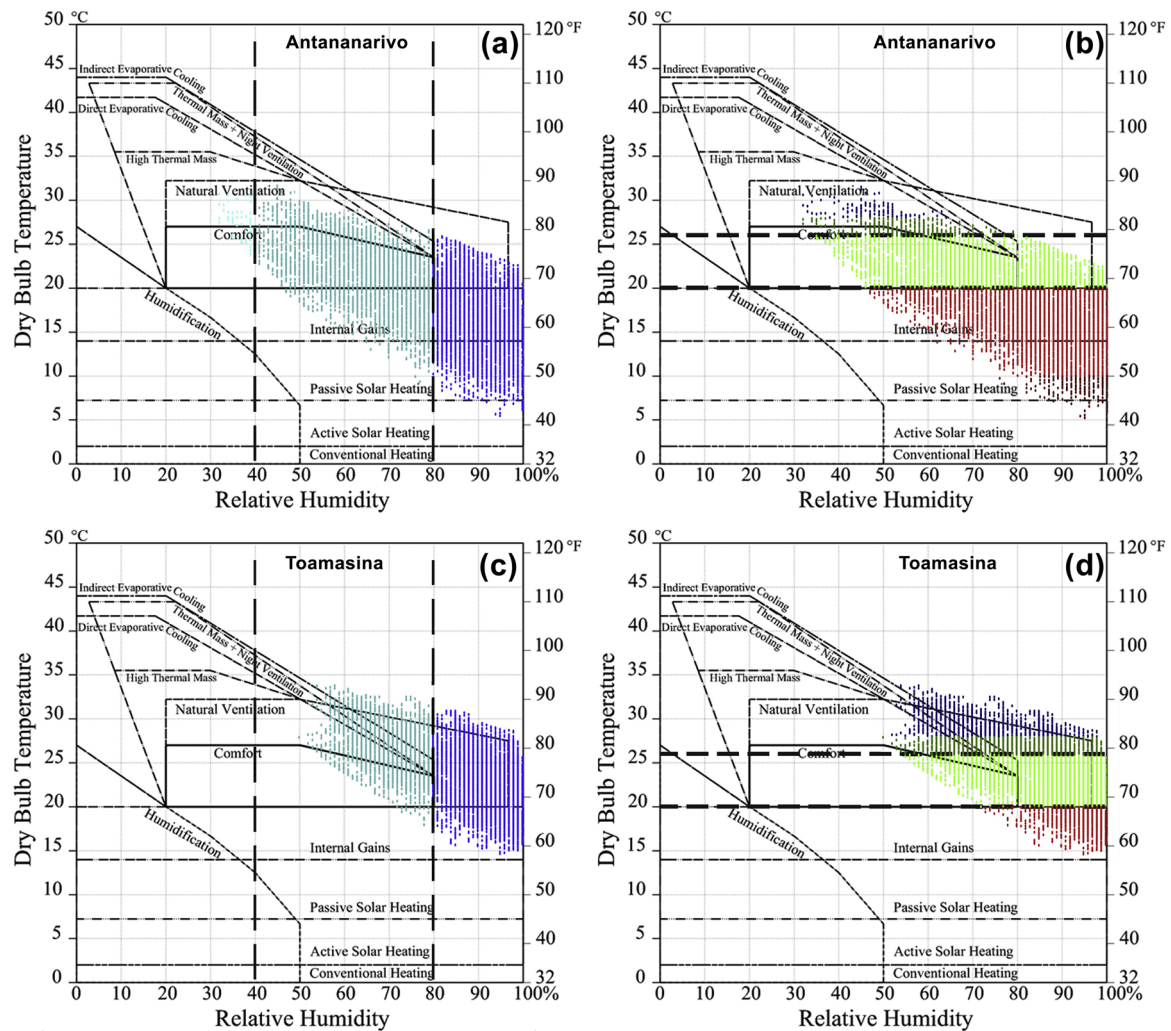 50 °C Antananarivo (a) 120 °F
Indirect Evaporative Cooling
45
110
Thermal Mass + Night Ventilation
40 Direct Evaporative Cooling
100
35
High Thermal Mass
90
30 Natural Ventilation
80
25 Comfort
70
20
Humidification
15 Internal Gains 60
10 50
Passive Solar Heating
5 40
Active Solar Heating
Conventional Heating
0 32
0 10 20 30 40 50 60 70 80 90 100%
Dry Bulb Temperature
Relative Humidity
50 °C Antananarivo (b) 120 °F
Indirect Evaporative Cooling
45
110
Thermal Mass + Night Ventilation
40 Direct Evaporative Cooling
100
35
High Thermal Mass
90
30 Natural Ventilation
80
25 Comfort
70
20
Humidification
15 Internal Gains 60
10 50
Passive Solar Heating
5 40
Active Solar Heating
Conventional Heating
0 32
0 10 20 30 40 50 60 70 80 90 100%
Dry Bulb Temperature
Relative Humidity
50 °C Toamasina (c) 120 °F
Indirect Evaporative Cooling
45
110
Thermal Mass + Night Ventilation
40 Direct Evaporative Cooling
100
35
High Thermal Mass
90
30 Natural Ventilation
80
25 Comfort
70
20
Humidification
15 Internal Gains 60
10 50
Passive Solar Heating
5 40
Active Solar Heating
Conventional Heating
0 32
0 10 20 30 40 50 60 70 80 90 100%
Dry Bulb Temperature
Relative Humidity
50 °C Toamasina (d) 120 °F
Indirect Evaporative Cooling
45
110
Thermal Mass + Night Ventilation
40 Direct Evaporative Cooling
100
35
High Thermal Mass
90
30 Natural Ventilation
80
25 Comfort
70
20
Humidification
15 Internal Gains 60
10 50
Passive Solar Heating
5 40
Active Solar Heating
Conventional Heating
0 32
0 10 20 30 40 50 60 70 80 90 100%
Dry Bulb Temperature
Relative Humidity